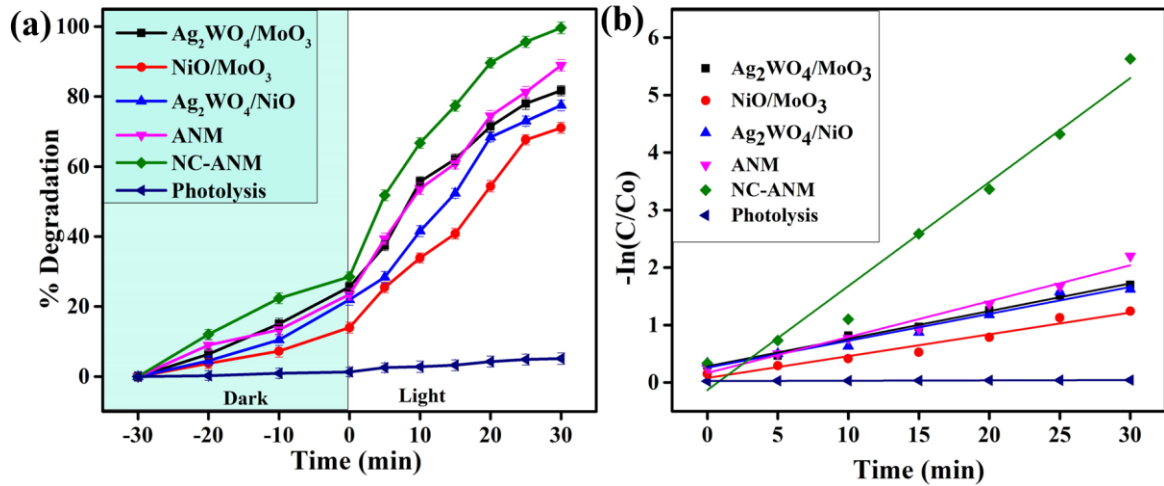 (a)
100
80
60
40
20
0
% Degradation
Ag₂WO₄/MoO₃
NiO/MoO₃
Ag₂WO₄/NiO
ANM
NC-ANM
Photolysis
Dark
Light
-30 -20 -10 0 10 20 30
Time (min)
(b)
6
5
4
3
2
1
0
-ln(C/Co)
Ag₂WO₄/MoO₃
NiO/MoO₃
Ag₂WO₄/NiO
ANM
NC-ANM
Photolysis
0 5 10 15 20 25 30
Time (min)